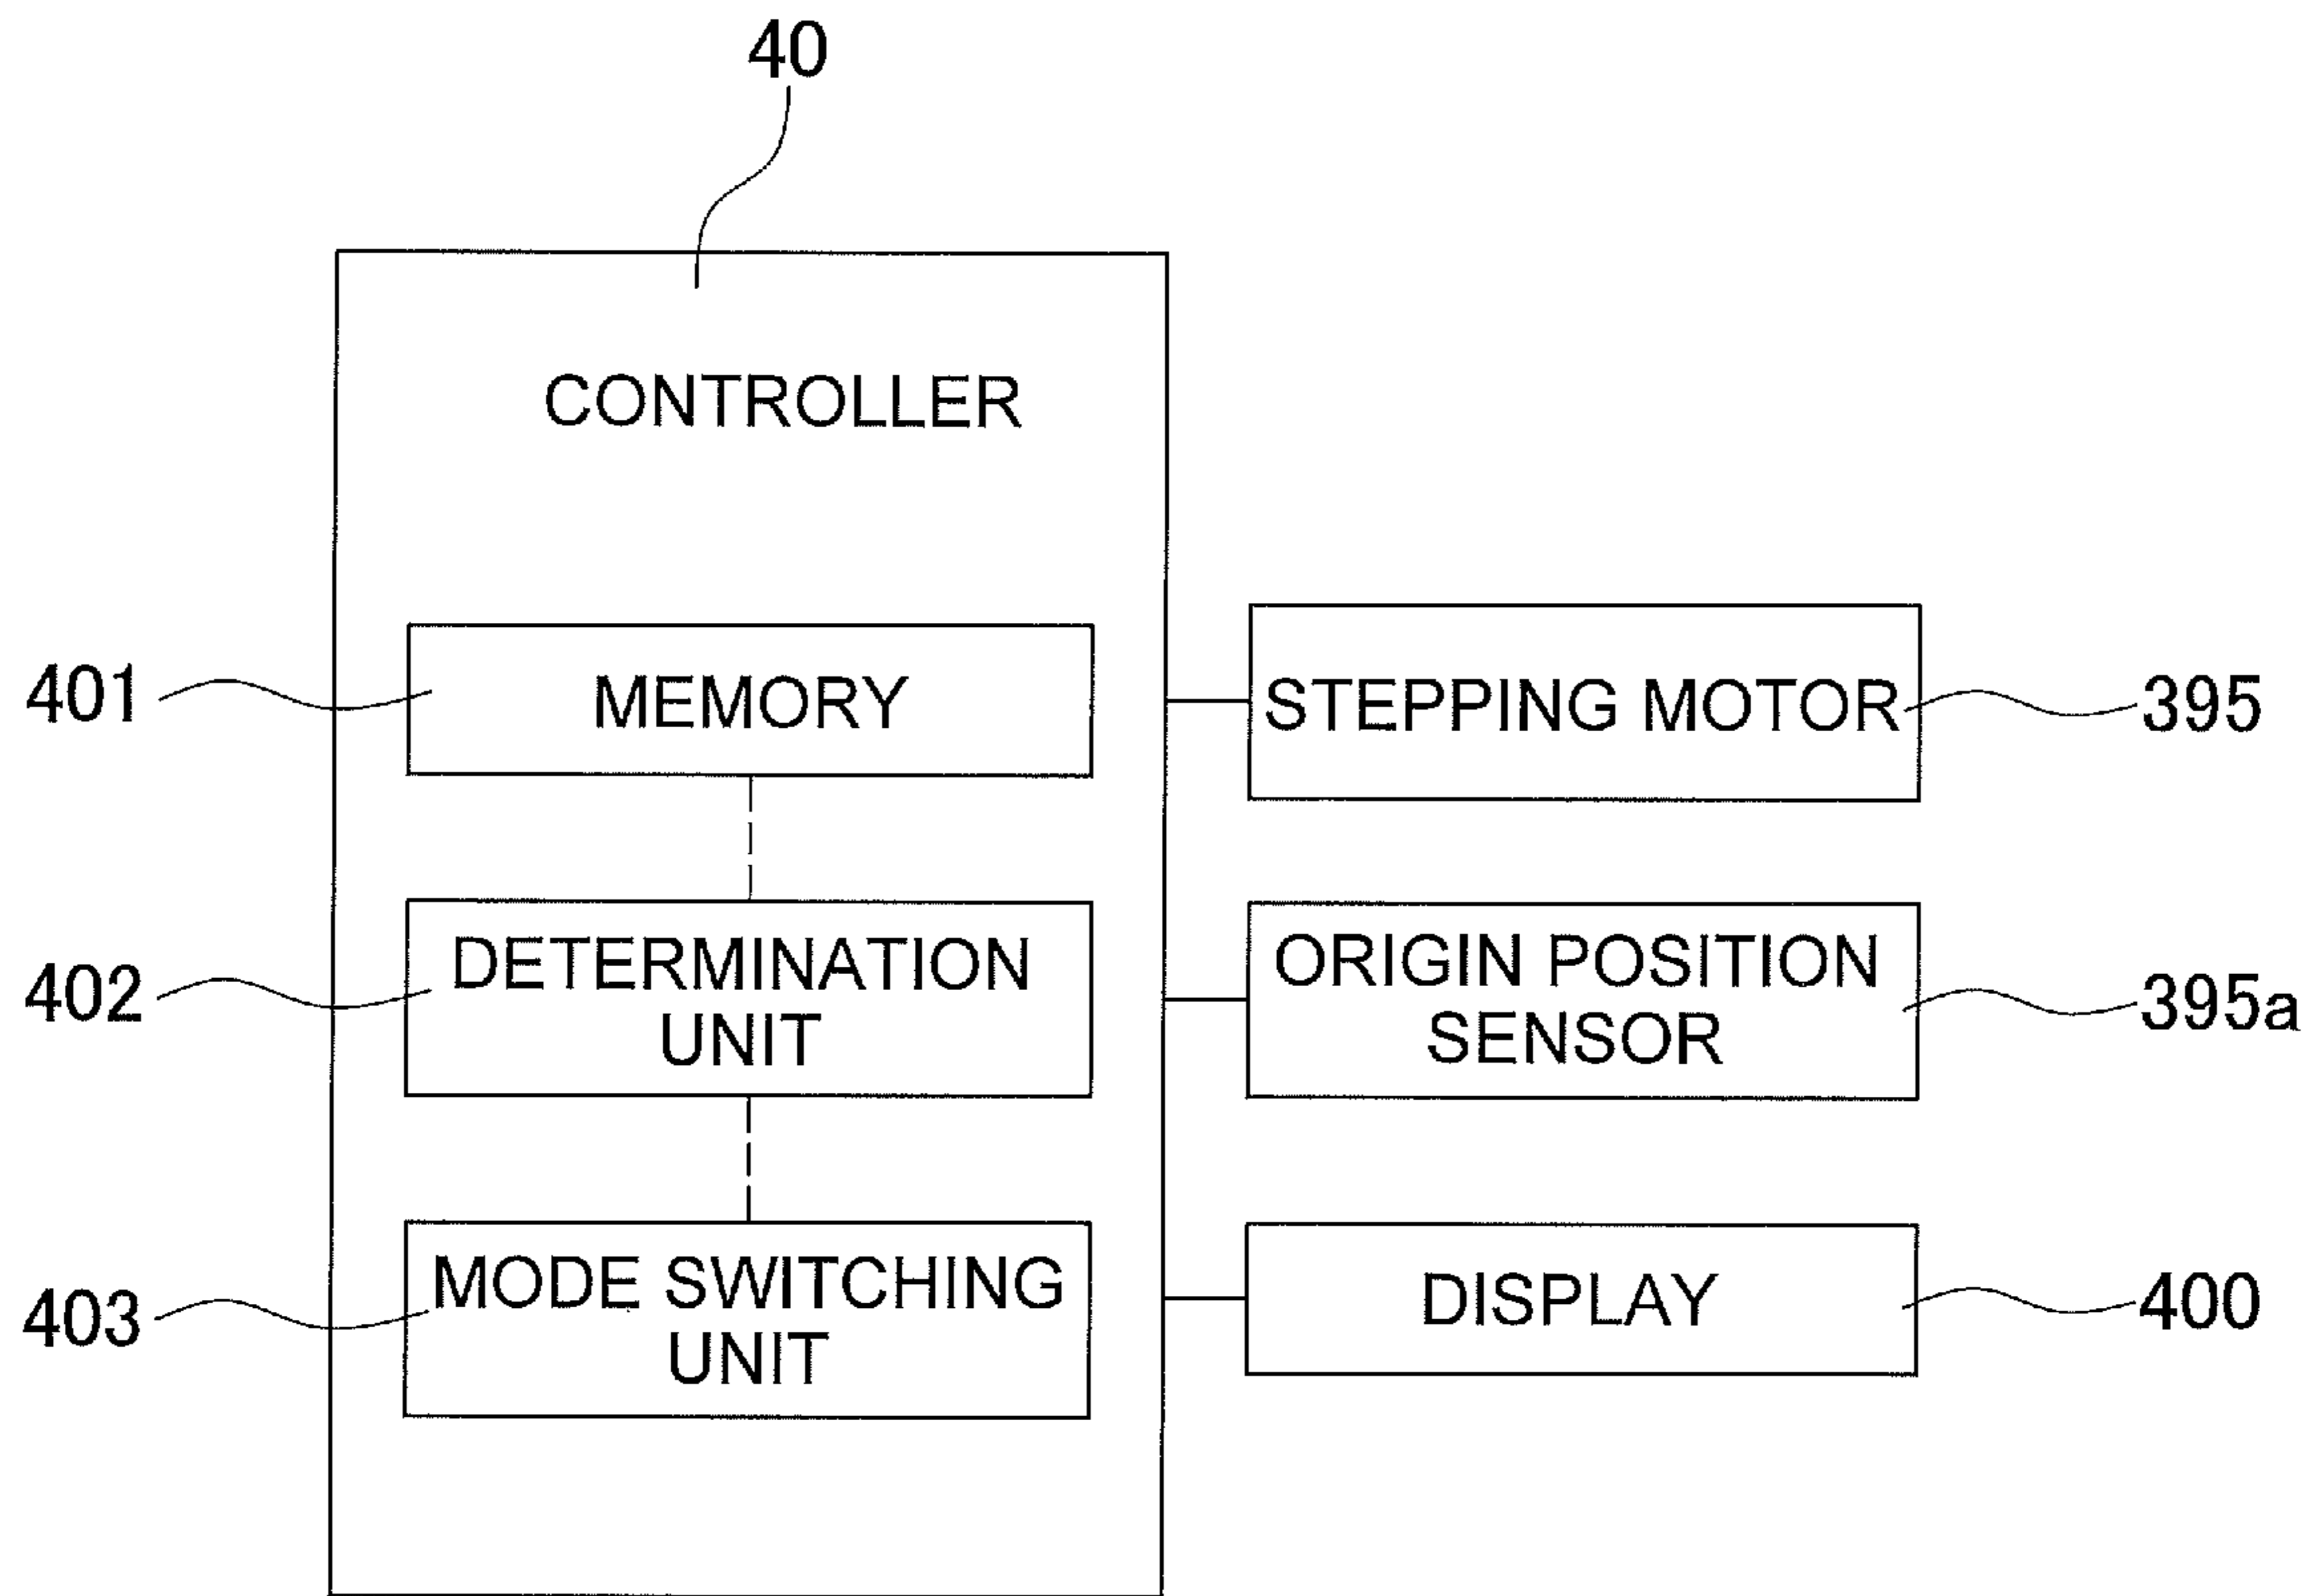 40
CONTROLLER
401
MEMORY
STEPPING MOTOR
395
402
DETERMINATION
UNIT
ORIGIN POSITION
SENSOR
395a
403
MODE SWITCHING
UNIT
DISPLAY
400